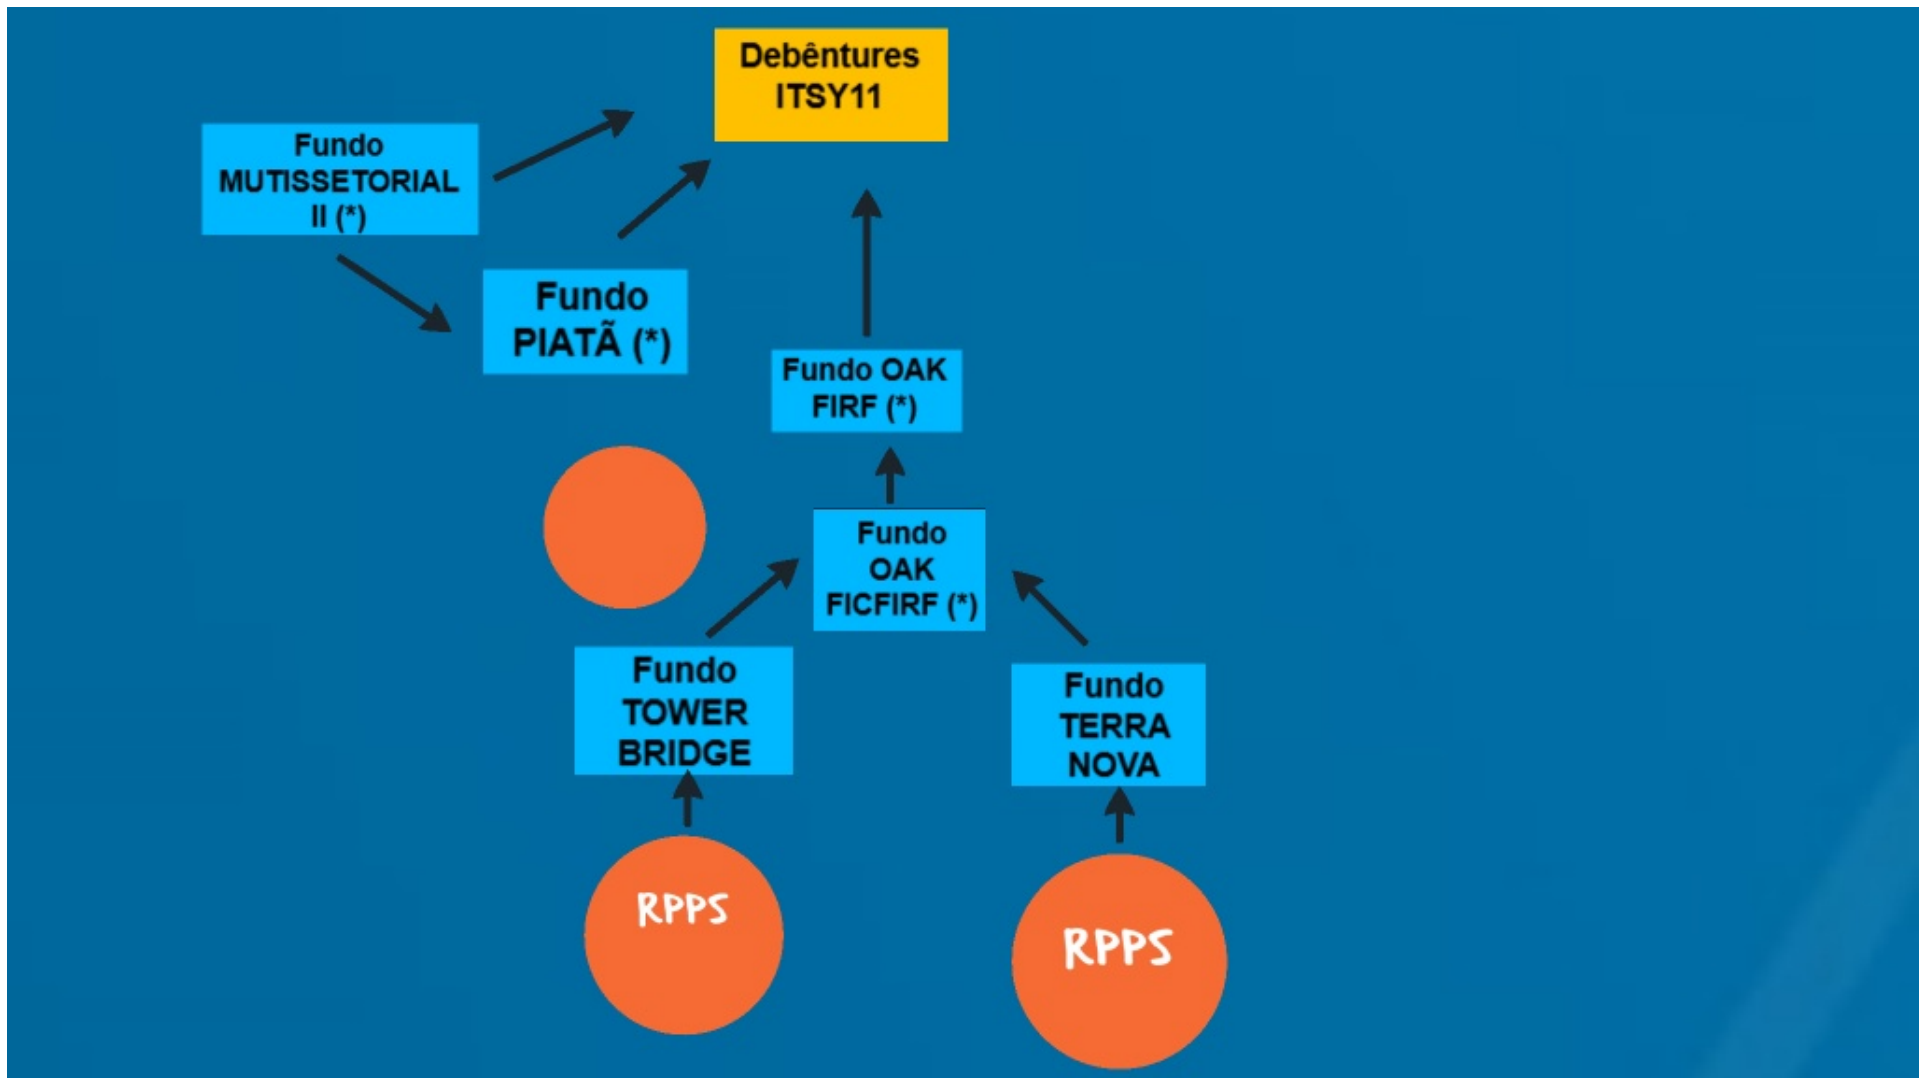 Debêntures
ITSY11
Fundo
MUTISSETORIAL
II (*)
Fundo
PIATÃ (*)
Fundo OAK
FIRF (*)
Fundo
OAK
FICFIRF (*)
Fundo
TOWER
BRIDGE
Fundo
TERRA
NOVA
RPPS
RPPS